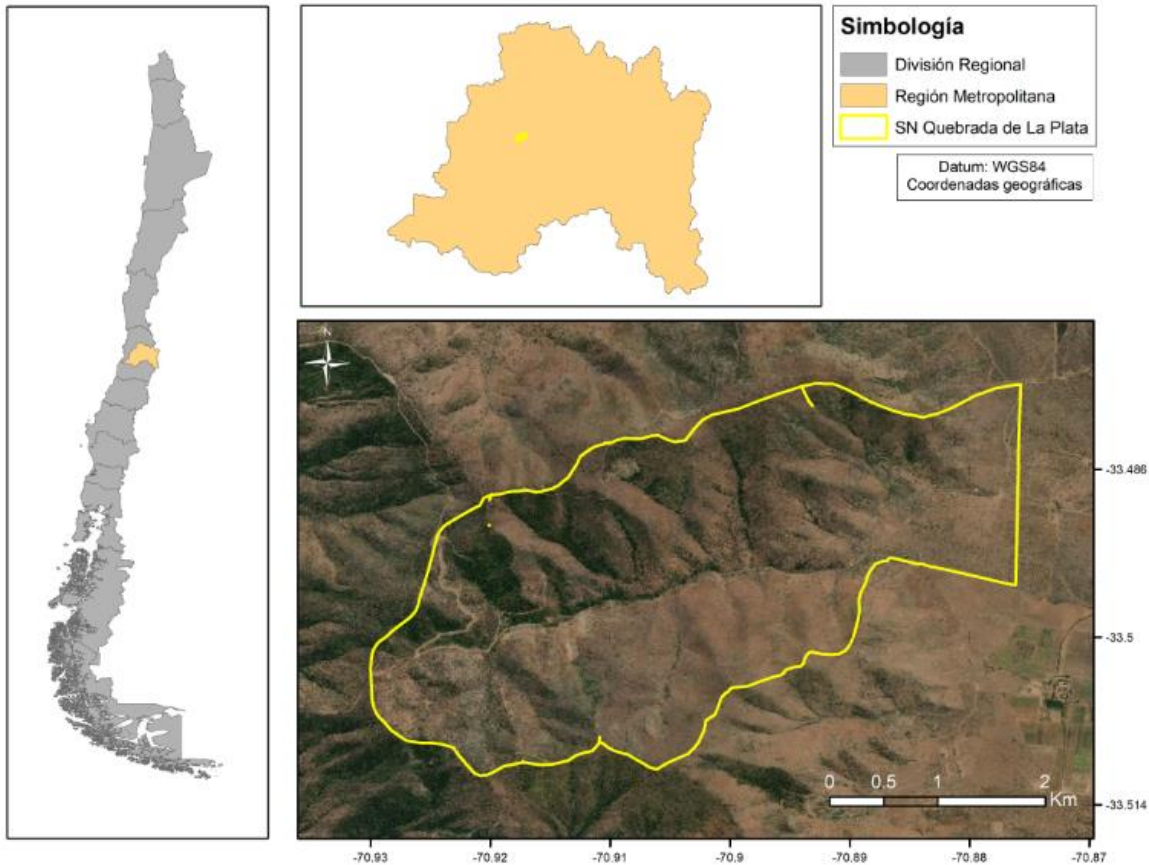 Simbología
División Regional
Región Metropolitana
SN Quebrada de La Plata
Datum: WGS84
Coordenadas geográficas
N
-33.486
-33.5
-33.514
0 0.5 1 2
Km
-70.93 -70.92 -70.91 -70.9 -70.89 -70.88 -70.87